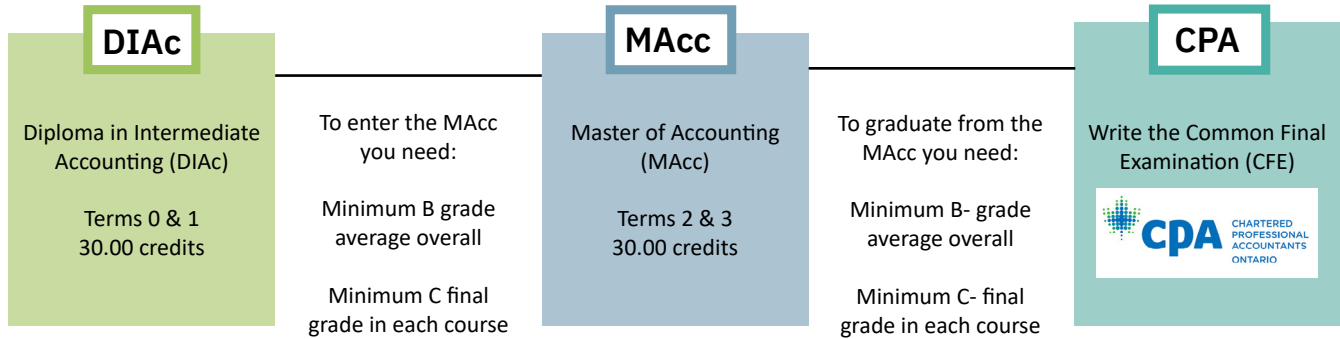 DIAc
Diploma in Intermediate
Accounting (DIAc)
Terms 0 & 1
30.00 credits
To enter the MAcc
you need:
Minimum B grade
average overall
Minimum C final
grade in each course
MAcc
Master of Accounting
(MAcc)
Terms 2 & 3
30.00 credits
To graduate from the
MAcc you need:
Minimum B- grade
average overall
Minimum C- final
grade in each course
CPA
Write the Common Final
Examination (CFE)
CPA
CHARTERED
PROFESSIONAL
ACCOUNTANTS
ONTARIO